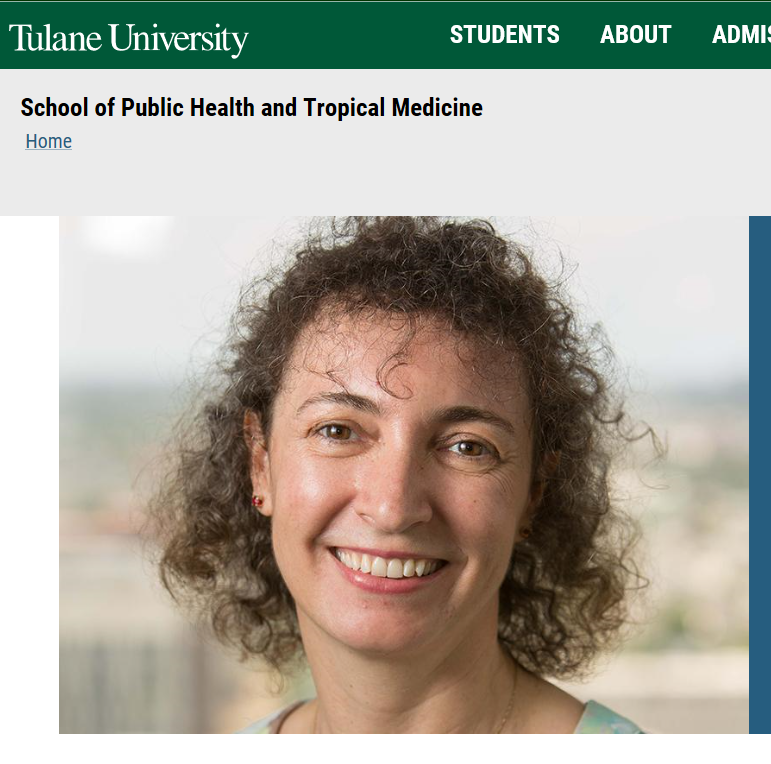 Tulane University
STUDENTS ABOUT
School of Public Health and Tropical Medicine
Home